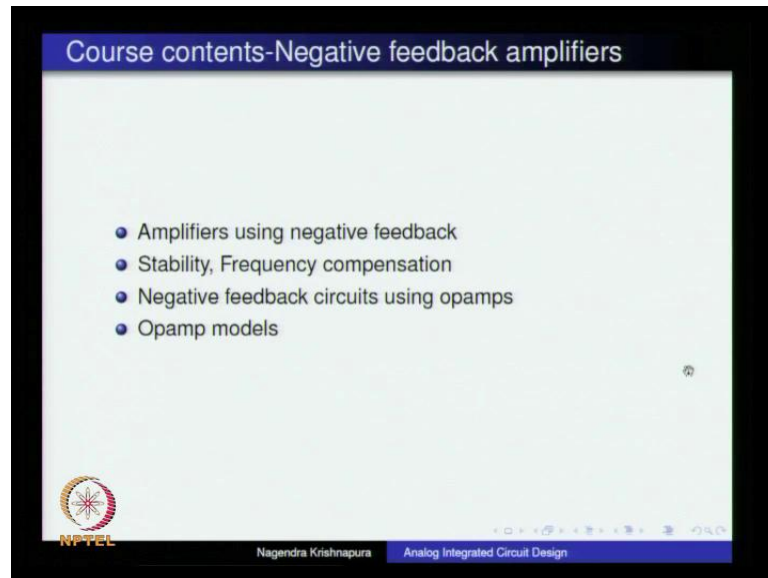 Course contents-Negative feedback amplifiers
Amplifiers using negative feedback
Stability, Frequency compensation
Negative feedback circuits using opamps
Opamp models
NPTEL
Nagendra Krishnapura
Analog Integrated Circuit Design